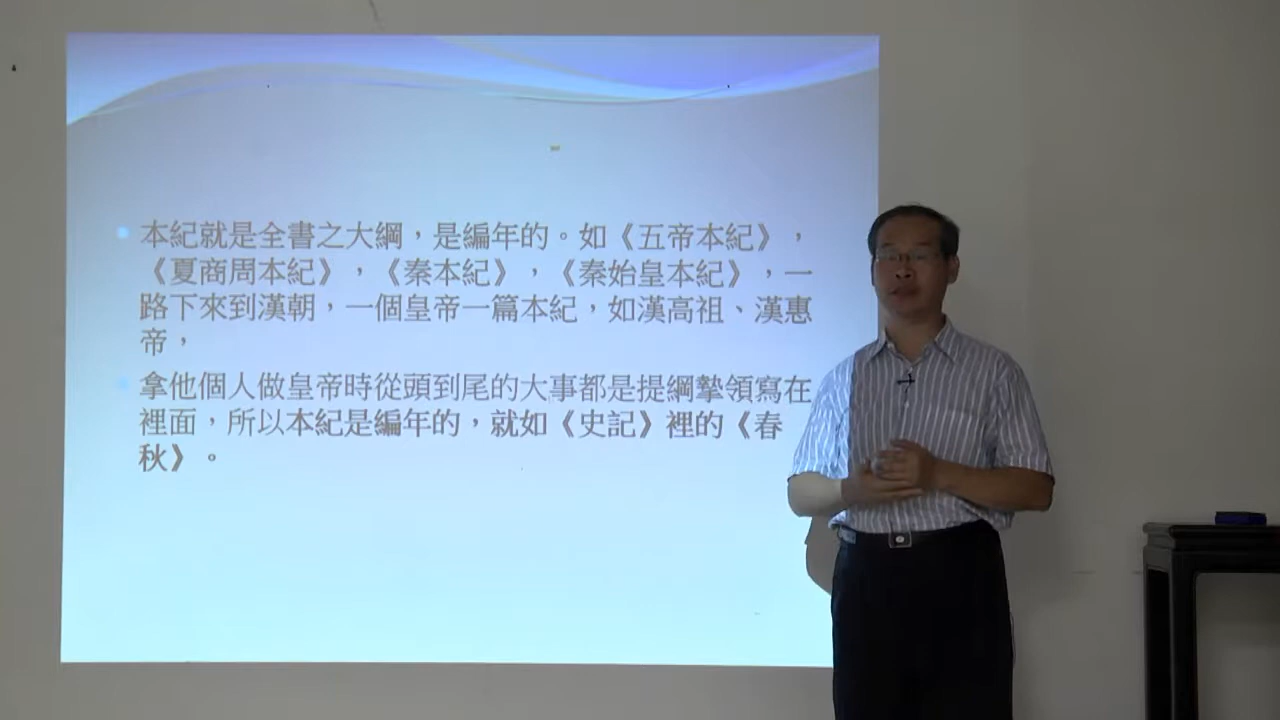 本紀就是全書之大綱，是編年的。如《五帝本紀》，
《夏商周本紀》，《秦本紀》，《秦始皇本紀》，一
路下來到漢朝，一個皇帝一篇本紀，如漢高祖、漢惠
帝，
拿他個人做皇帝時從頭到尾的大事都是提綱摯領寫在
裡面，所以本紀是編年的，就如《史記》裡的《春
秋》。